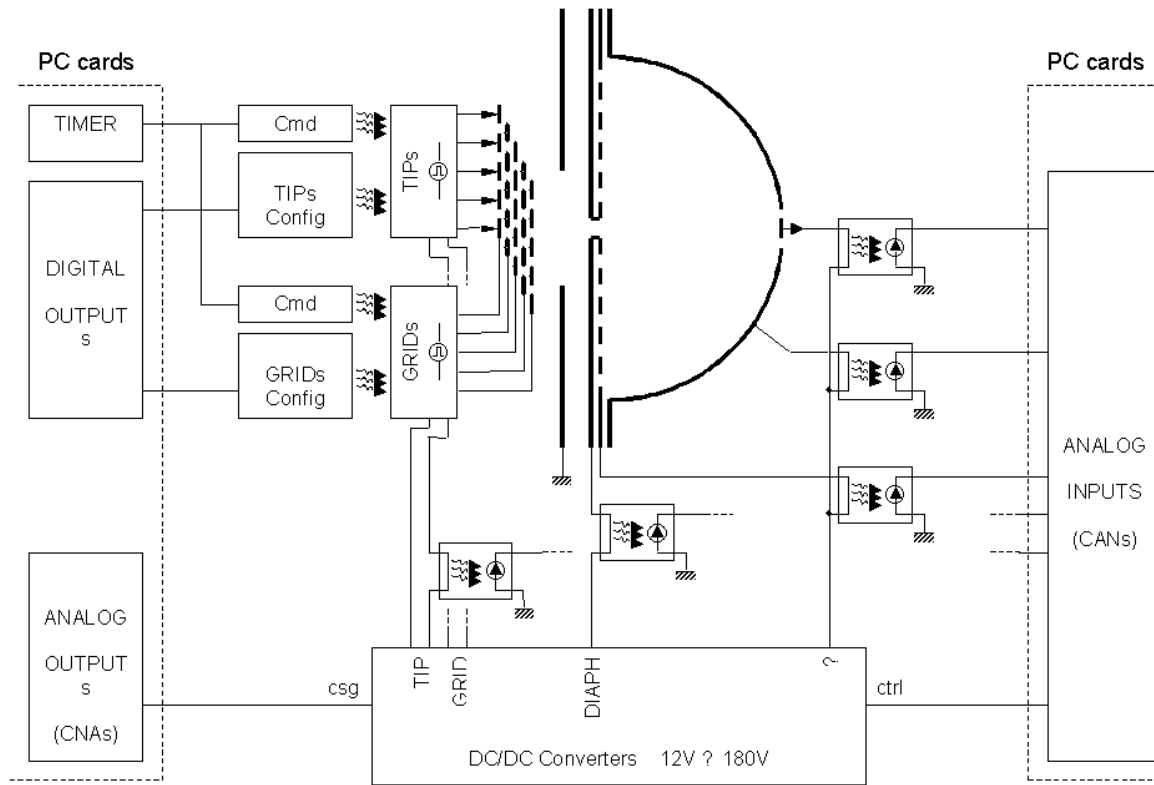 PC cards
PC cards
TIMER
Cmd
TIPs
TIPs
Config
DIGITAL
OUTPUT
s
Cmd
GRIDs
GRIDs
Config
ANALOG
INPUTS
(CANs)
ANALOG
OUTPUT
s
(CNAs)
csg
TIP
GRID
DIAPH
?
ctrl
DC/DC Converters 12V ? 180V